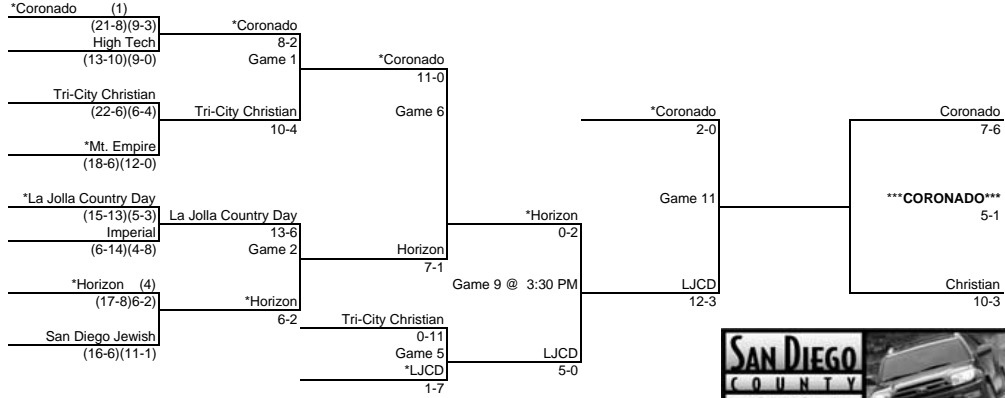 *Coronado (1)
(21-8)(9-3)
High Tech
(13-10)(9-0)
Tri-City Christian
(22-6)(6-4)
*Mt. Empire
(18-6)(12-0)
*La Jolla Country Day
(15-13)(5-3)
Imperial
(6-14)(4-8)
*Horizon (4)
(17-8)6-2)
San Diego Jewish
(16-6)(11-1)
*Coronado
8-2
Game 1
Tri-City Christian
10-4
La Jolla Country Day
13-6
Game 2
*Horizon
6-2
*Coronado
11-0
Game 6
Horizon
7-1
Tri-City Christian
0-11
Game 5
*LJCD
1-7
*Horizon
0-2
Game 9 @ 3:30 PM
LJCD
5-0
*Coronado
2-0
Game 11
LJCD
12-3
Coronado
7-6
***CORONADO***
5-1
Christian
10-3
SAN DIEGO
COUNTY